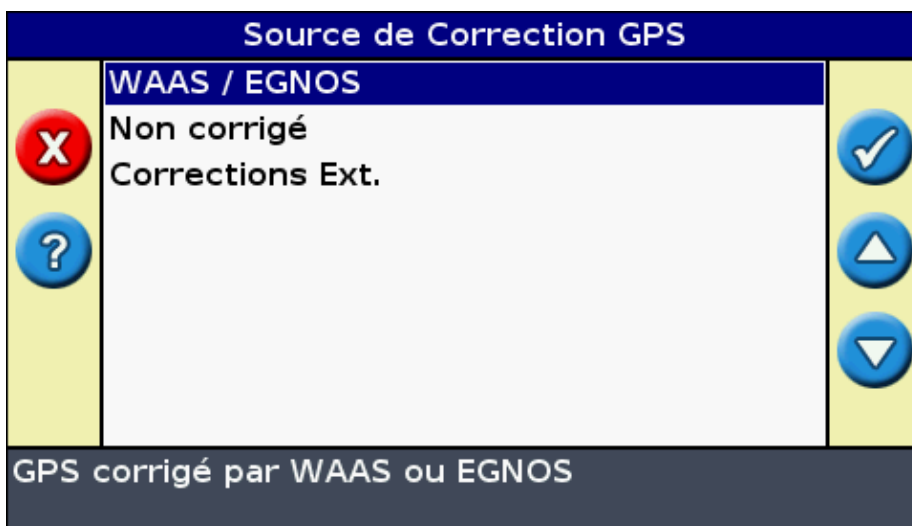 Source de Correction GPS
WAAS / EGNOS
Non corrigé
Corrections Ext.
X
?
GPS corrigé par WAAS ou EGNOS